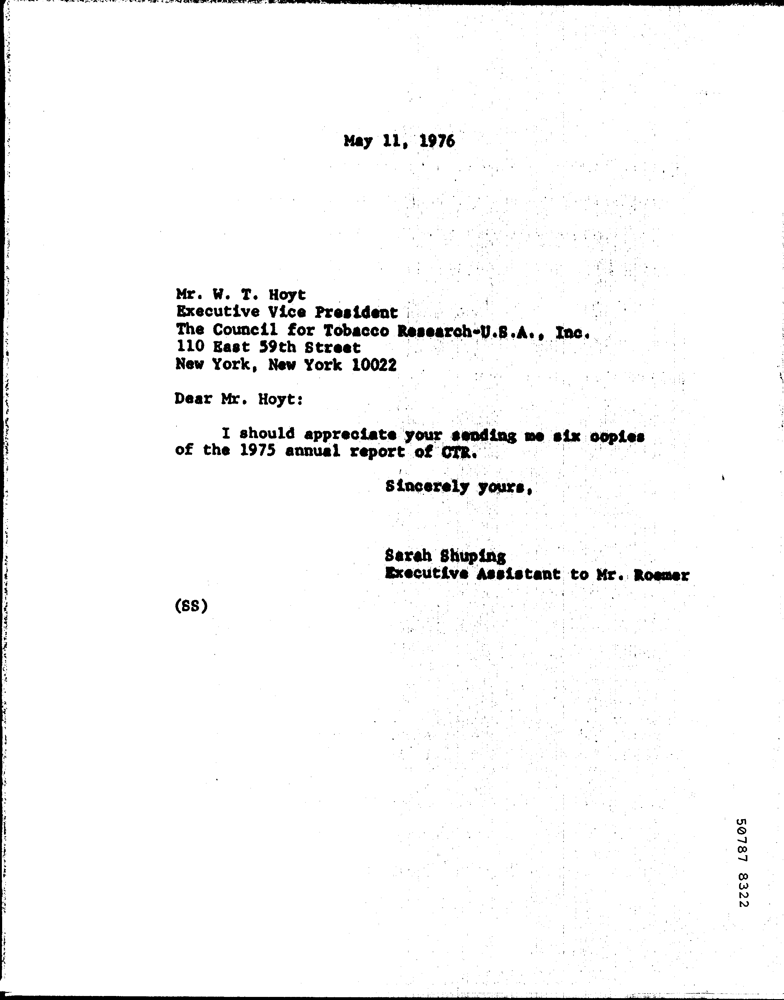 May 11, 1976
Mr. W. T. Hoyt
Executive Vice President
The Council for Tobacco Research-U.S.A., Inc.
110 East 59th Street
New York, New York 10022
Dear Mr. Hoyt:
I should appreciate your sending me six copies
of the 1975 annual report of CTR.
Sincerely yours,
Sarah Shuping
Executive Assistant to Mr. Roemer
(SS)
50787 8322